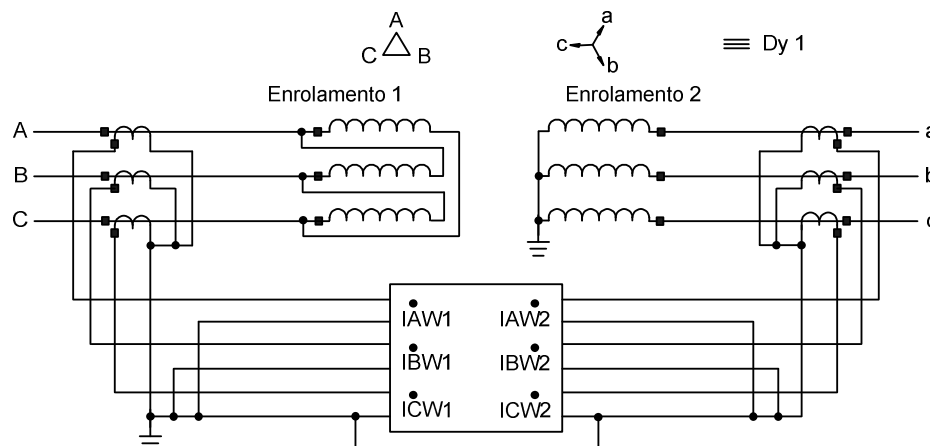 A
C B
a
c
b
≡ Dy 1
Enrolamento 1
Enrolamento 2
A
a
B
b
C
IAW1 IAW2
IBW1 IBW2
ICW1 ICW2